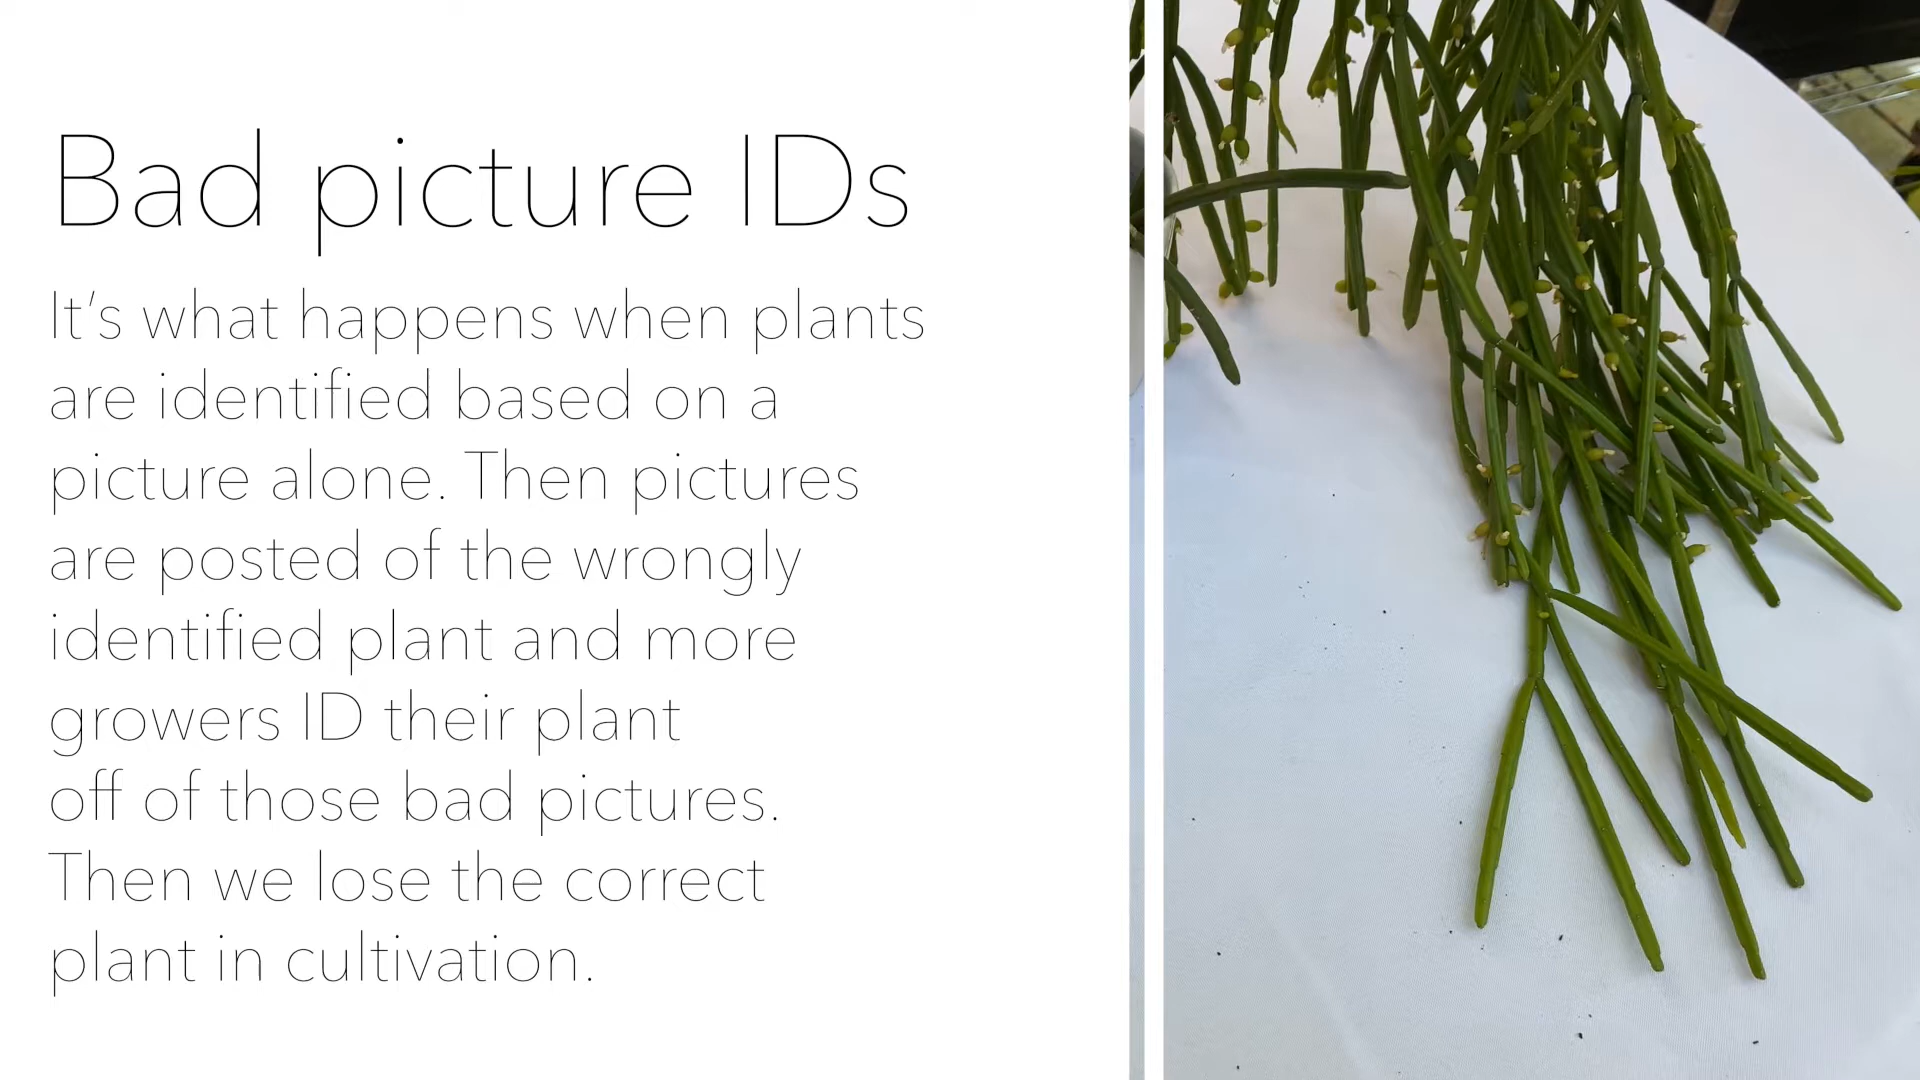 Bad picture IDs
It’s what happens when plants
are identified based on a
picture alone. Then pictures
are posted of the wrongly
identified plant and more
growers ID their plant
off of those bad pictures.
Then we lose the correct
plant in cultivation.